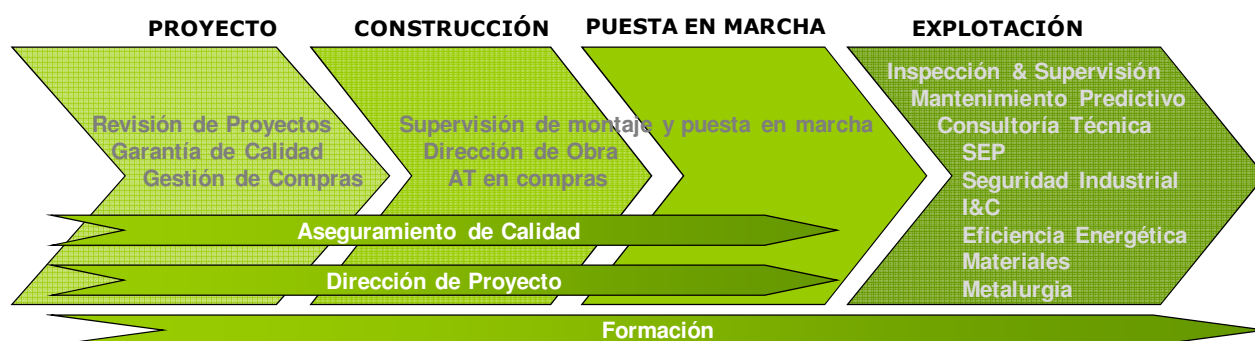 PROYECTO
CONSTRUCCIÓN
PUESTA EN MARCHA
EXPLOTACIÓN
Revisión de Proyectos
Garantía de Calidad
Gestión de Compras
Supervisión de montaje y puesta en marcha
Dirección de Obra
AT en compras
Inspección & Supervisión
Mantenimiento Predictivo
Consultoría Técnica
SEP
Seguridad Industrial
I&C
Eficiencia Energética
Materiales
Metalurgia
Aseguramiento de Calidad
Dirección de Proyecto
Formación